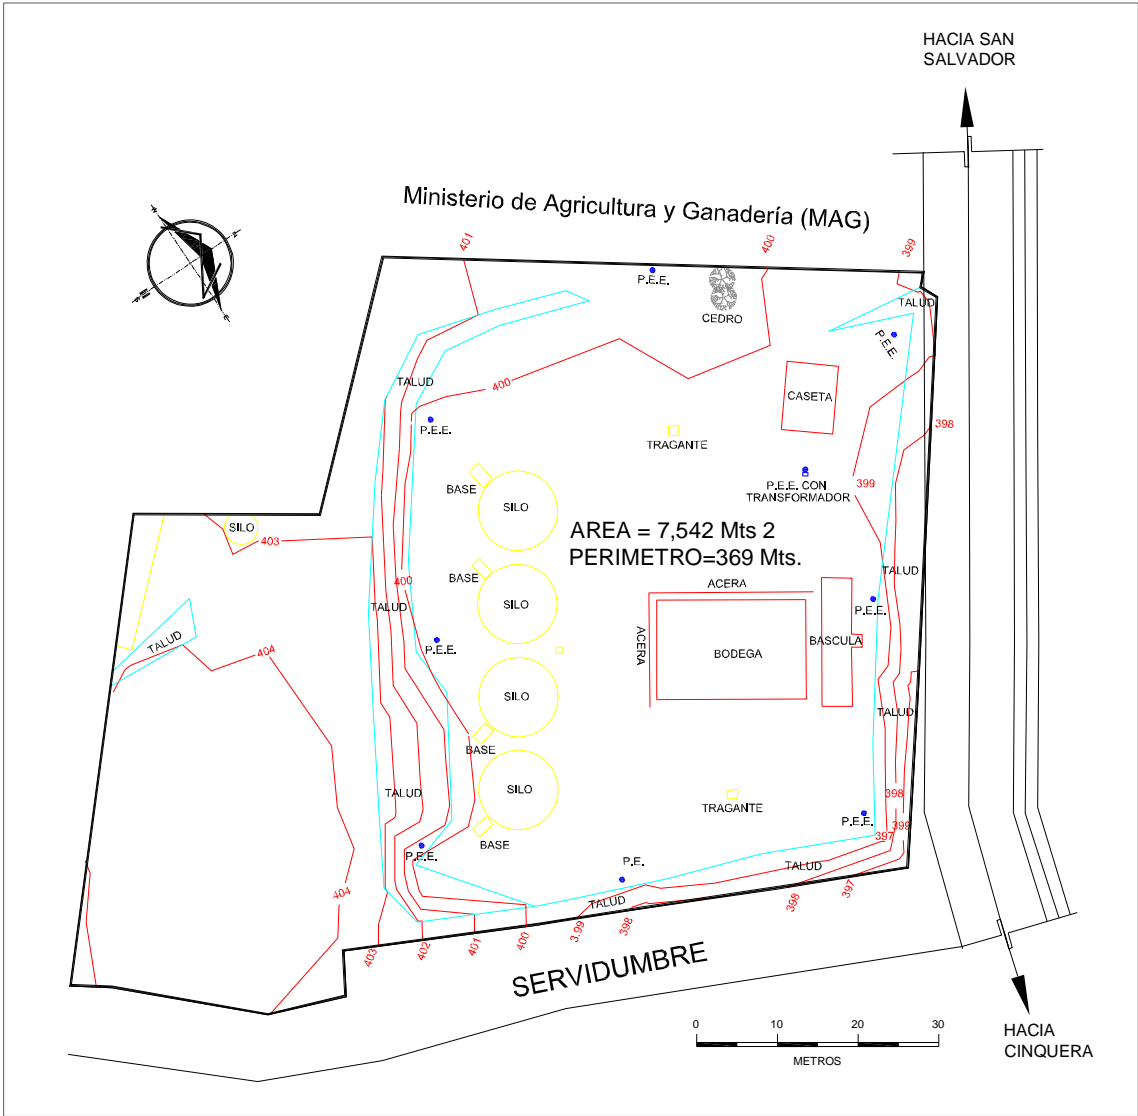 HACIA SAN
SALVADOR
Ministerio de Agricultura y Ganadería (MAG)
401
400
399
P.E.E.
CEDRO
TALUD
P.E.E.
TALUD
400
CASETA
P.E.E.
TRAGANTE
398
BASE
SILO
P.E.E. CON
TRANSFORMADOR
399
SILO
403
AREA = 7,542 Mts 2
PERIMETRO=369 Mts.
400
BASE
SILO
ACERA
TALUD
TALUD
P.E.E.
TALUD
404
P.E.E.
ACERA
BODEGA
BASCULA
SILO
TALUD
BASE
SILO
TALUD
TRAGANTE
398
P.E.E.
399
397
BASE
P.E.E.
P.E.
TALUD
404
TALUD
403
402
401
400
3.99
398
398
397
SERVIDUMBRE
0 10 20 30
METROS
HACIA
CINQUERA